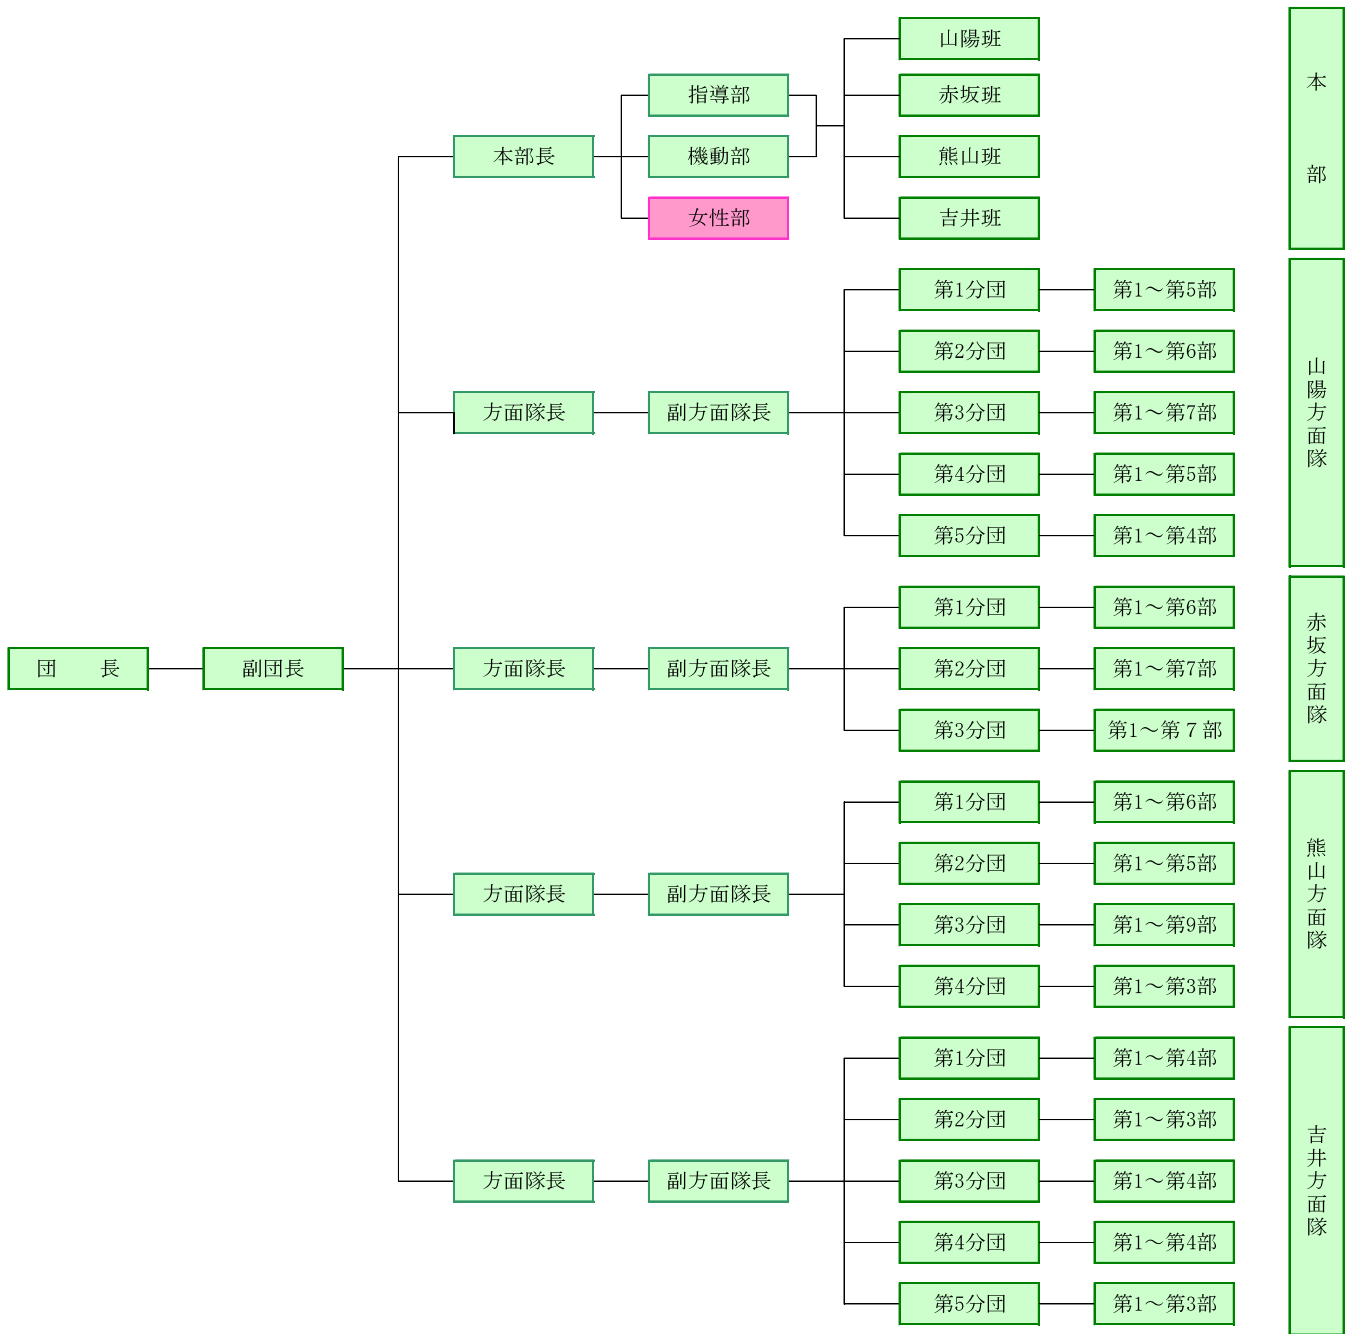 団　　長
副団長
本部長
指導部
機動部
女性部
山陽班
赤坂班
熊山班
吉井班
本部
方面隊長
副方面隊長
第1分団
第1～第5部
第2分団
第1～第6部
第3分団
第1～第7部
第4分団
第1～第5部
第5分団
第1～第4部
山陽方面隊
方面隊長
副方面隊長
第1分団
第1～第6部
第2分団
第1～第7部
第3分団
第1～第７部
赤坂方面隊
方面隊長
副方面隊長
第1分団
第1～第6部
第2分団
第1～第5部
第3分団
第1～第9部
第4分団
第1～第3部
熊山方面隊
方面隊長
副方面隊長
第1分団
第1～第4部
第2分団
第1～第3部
第3分団
第1～第4部
第4分団
第1～第4部
第5分団
第1～第3部
吉井方面隊